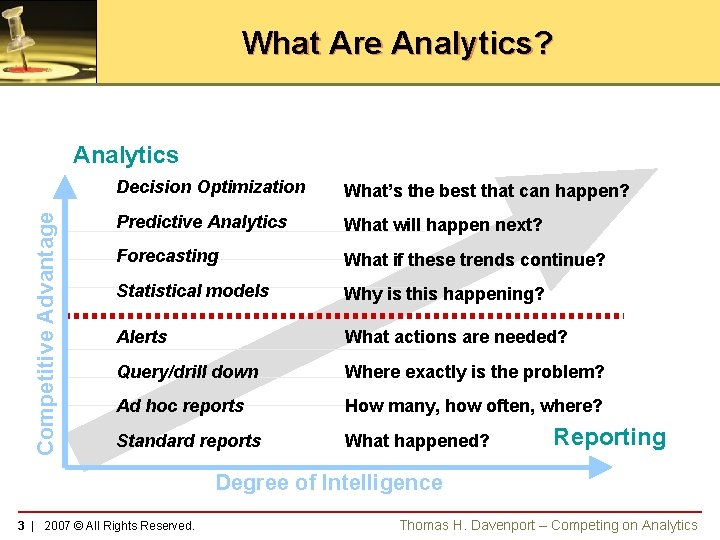 What Are Analytics?
Analytics
Decision Optimization What's the best that can happen?
Predictive Analytics What will happen next?
Forecasting What if these trends continue?
Statistical models Why is this happening?
Alerts What actions are needed?
Query/drill down Where exactly is the problem?
Ad hoc reports How many, how often, where?
Standard reports What happened?
Reporting
Competitive Advantage
Degree of Intelligence
3 | 2007 © All Rights Reserved.
Thomas H. Davenport – Competing on Analytics